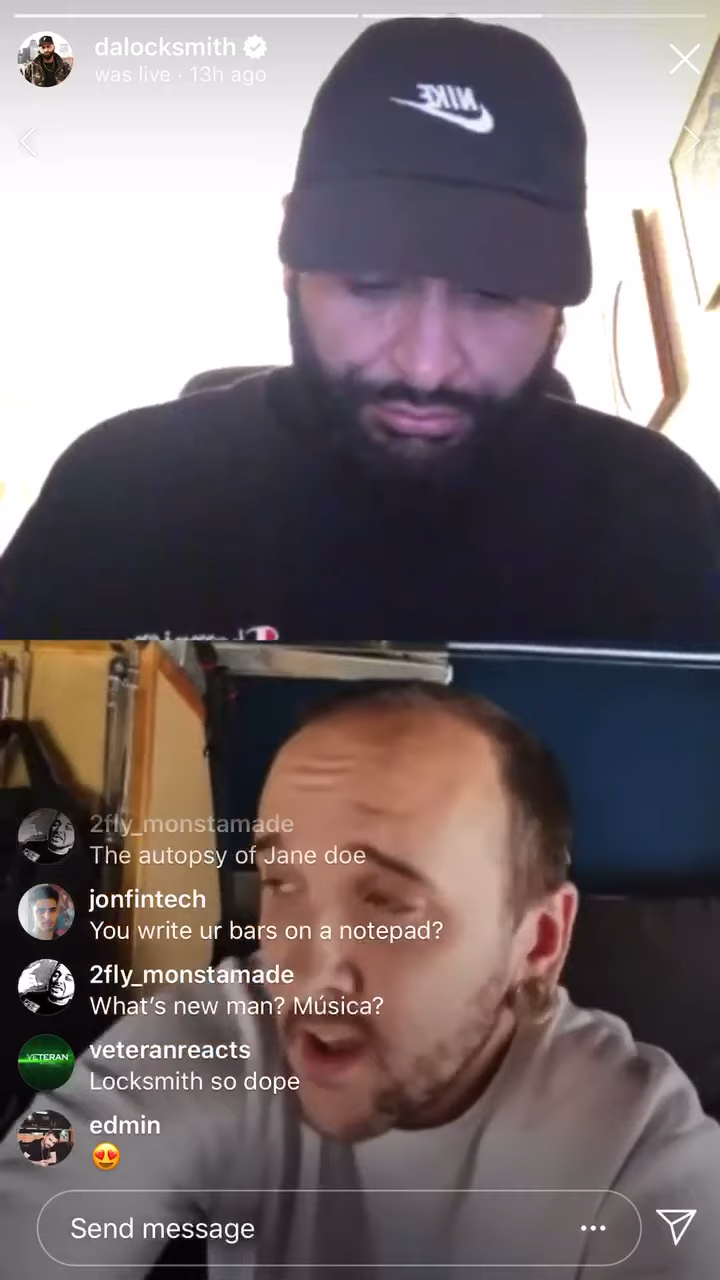 dalocksmith
was live · 13h ago
NIKE
2fly_monstamade
The autopsy of Jane doe
jonfintech
You write ur bars on a notepad?
2fly_monstamade
What's new man? Música?
VETERAN
veteranreacts
Locksmith so dope
edmin
😍
Send message